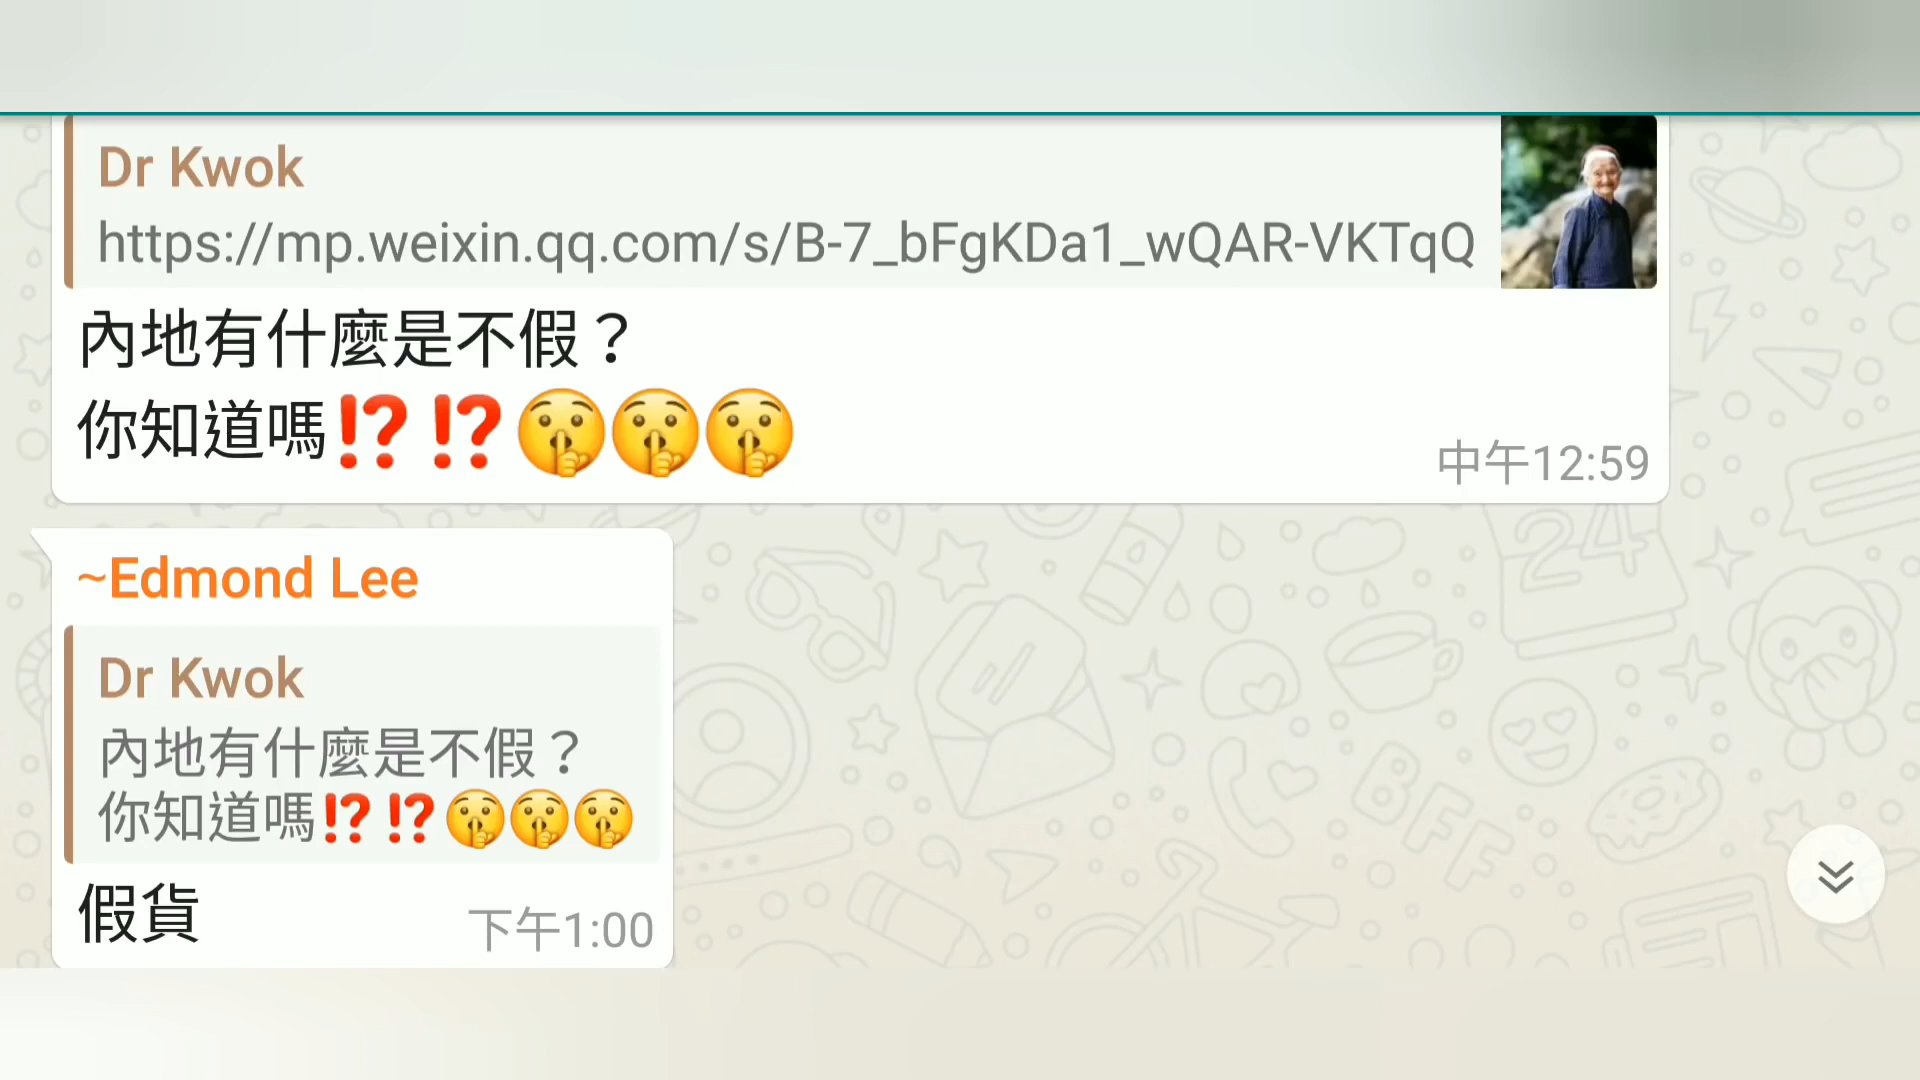 Dr Kwok
https://mp.weixin.qq.com/s/B-7_bFgKDa1_wQAR-VKTqQ
內地有什麼是不假？
你知道嗎⁉️⁉️🤫🤫🤫
中午12:59
~Edmond Lee
Dr Kwok
內地有什麼是不假？
你知道嗎⁉️⁉️🤫🤫🤫
假貨
下午1:00